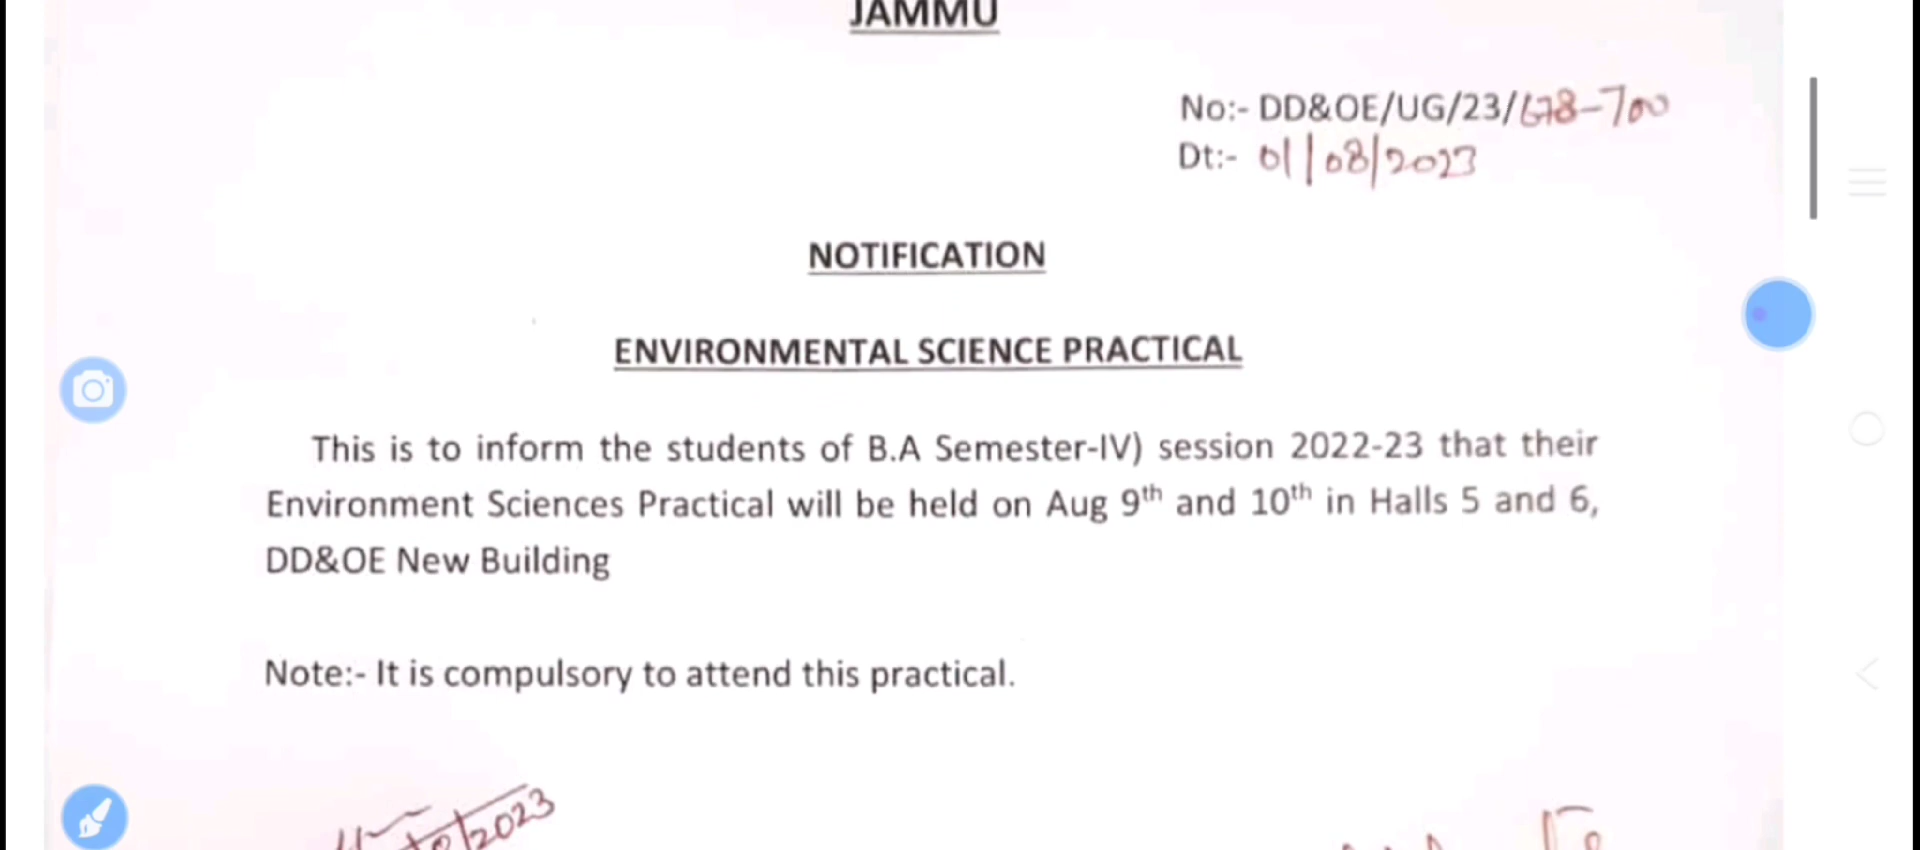 JAMMU
No:- DD&OE/UG/23/678-700
Dt:- 01/08/2023
NOTIFICATION
ENVIRONMENTAL SCIENCE PRACTICAL
This is to inform the students of B.A Semester-IV) session 2022-23 that their
Environment Sciences Practical will be held on Aug 9th and 10th in Halls 5 and 6,
DD&OE New Building
Note:- It is compulsory to attend this practical.
/2023